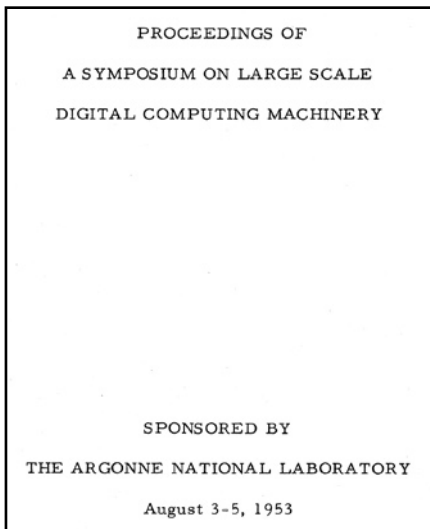 PROCEEDINGS OF
A SYMPOSIUM ON LARGE SCALE
DIGITAL COMPUTING MACHINERY
SPONSORED BY
THE ARGONNE NATIONAL LABORATORY
August 3-5, 1953